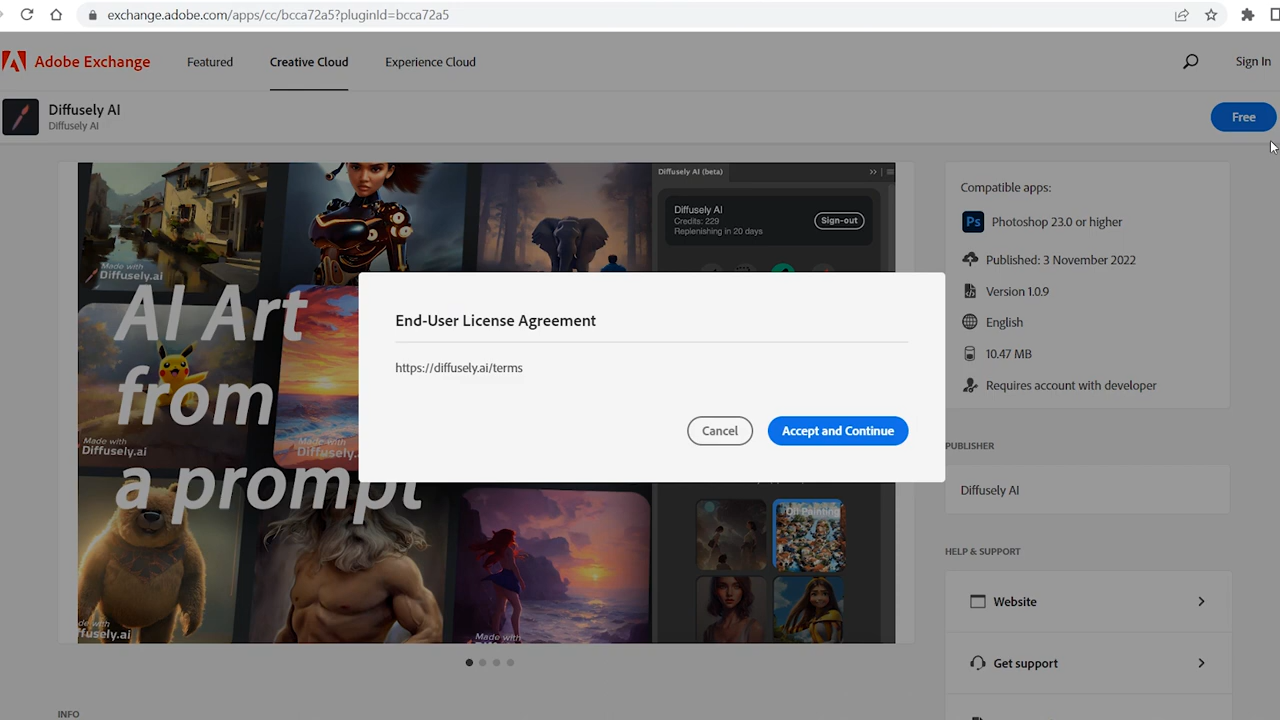 exchange.adobe.com/apps/cc/bcca72a5?pluginId=bcca72a5
Adobe Exchange
Featured
Creative Cloud
Experience Cloud
Sign In
Diffusely AI
Diffusely AI
Free
Diffusely AI (beta)
Diffusely AI
Credits: 229
Replenishing in 20 days
Sign-out
Made with
Diffusely.ai
AI Art
from
a prompt
Made with
Diffusely.ai
Made with
Diffusely.
Oil Painting
ffusely.ai
Made with
End-User License Agreement
https://diffusely.ai/terms
Cancel
Accept and Continue
Compatible apps:
Ps
Photoshop 23.0 or higher
Published: 3 November 2022
Version 1.0.9
English
10.47 MB
Requires account with developer
PUBLISHER
Diffusely AI
HELP & SUPPORT
Website
Get support
INFO